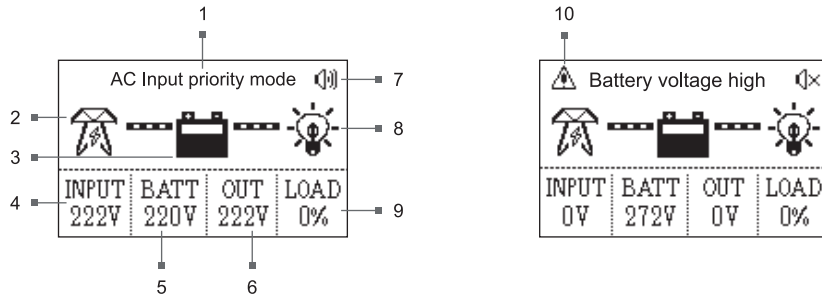 1
10
AC Input priority mode
7
Battery voltage high
2
8
3
INPUT BATT OUT LOAD
222V 220V 222V 0%
4
9
INPUT BATT OUT LOAD
0V 272V 0V 0%
5
6